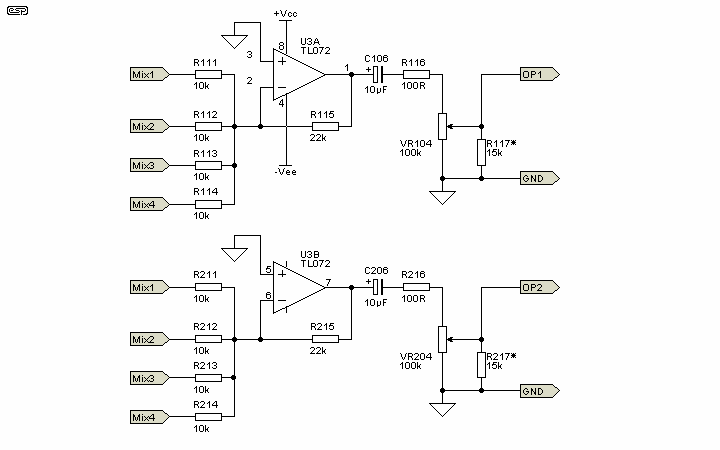 esp
+Vcc
U3A
TL072
8
3
+
2
−
4
1
-Vee
Mix1
R111
10k
Mix2
R112
10k
Mix3
R113
10k
Mix4
R114
10k
R115
22k
C106
+
10µF
R116
100R
VR104
100k
R117*
15k
OP1
GND
U3B
TL072
5
+
6
−
7
Mix1
R211
10k
Mix2
R212
10k
Mix3
R213
10k
Mix4
R214
10k
R215
22k
C206
+
10µF
R216
100R
VR204
100k
R217*
15k
OP2
GND